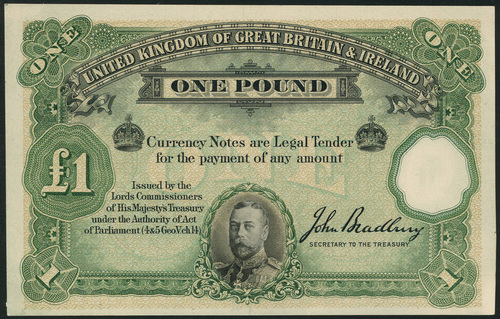 ONE
ONE
UNITED KINGDOM OF GREAT BRITAIN & IRELAND
ONE POUND
Currency Notes are Legal Tender
for the payment of any amount
£1
Issued by the
Lords Commissioners
of His Majesty's Treasury
under the Authority of Act
of Parliament (4&5 Geo.V.ch.14)
John Bradbury
SECRETARY TO THE TREASURY
ONE
1
1